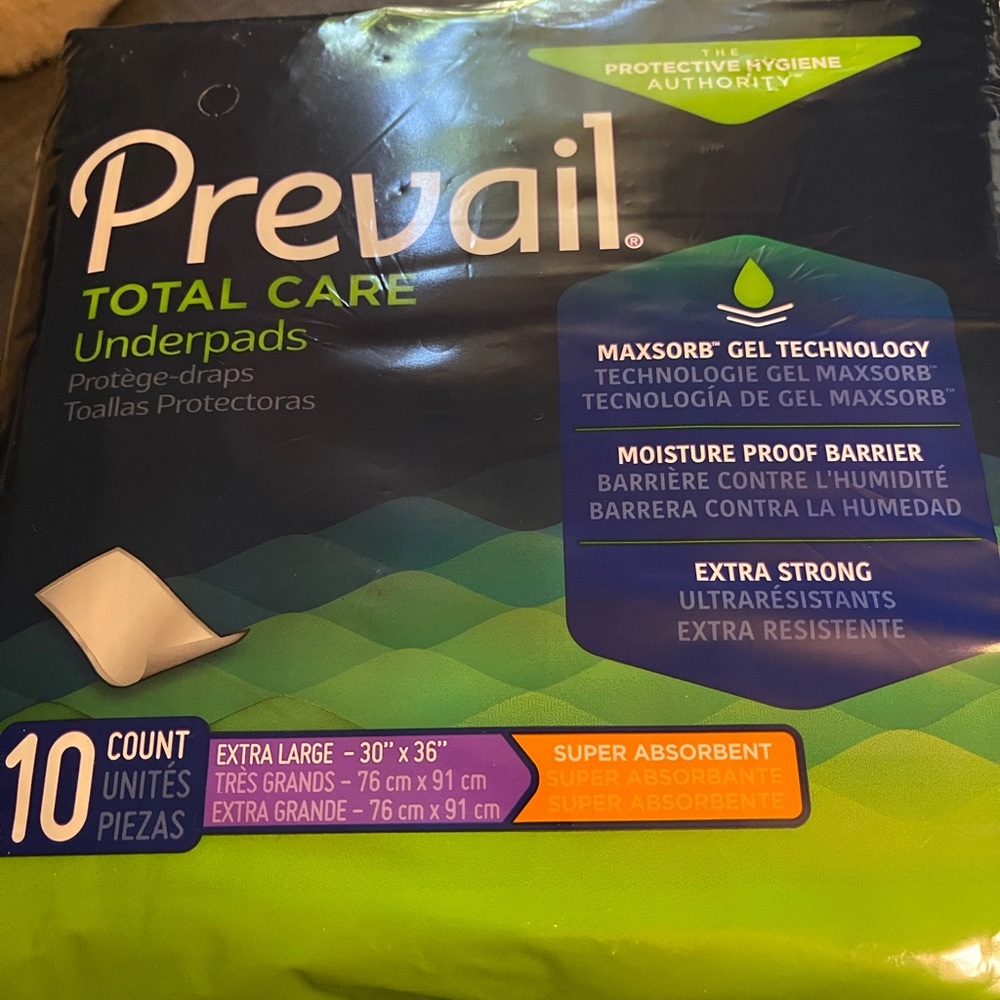 THE
PROTECTIVE HYGIENE
AUTHORITY™
Prevail®
TOTAL CARE
Underpads
Protège-draps
Toallas Protectoras
MAXSORB™ GEL TECHNOLOGY
TECHNOLOGIE GEL MAXSORB™
TECNOLOGÍA DE GEL MAXSORB™
MOISTURE PROOF BARRIER
BARRIÈRE CONTRE L'HUMIDITÉ
BARRERA CONTRA LA HUMEDAD
EXTRA STRONG
ULTRARÉSISTANTS
EXTRA RESISTENTE
10 COUNT
UNITÉS
PIEZAS
EXTRA LARGE – 30" x 36"
TRÈS GRANDS – 76 cm x 91 cm
EXTRA GRANDE – 76 cm x 91 cm
SUPER ABSORBENT
SUPER ABSORBANTE
SUPER ABSORBENTE